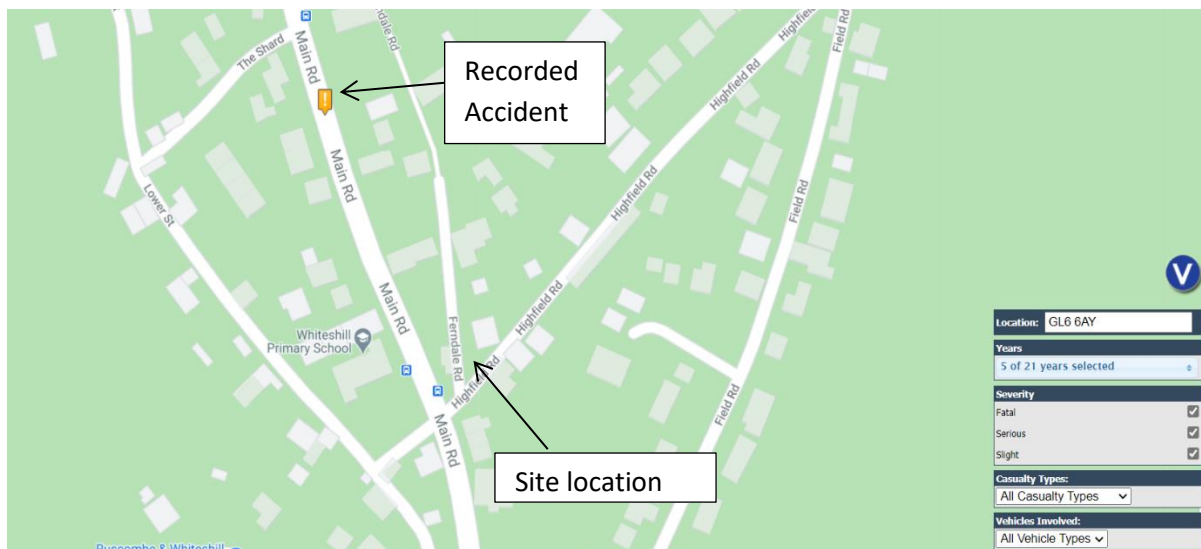 The Shard
Main Rd
ndale Rd
Recorded
Accident
Highfield Rd
Highfield Rd
Field Rd
Main Rd
Lower St
Highfield Rd
Field Rd
Main Rd
Ferndale Rd
Highfield Rd
Whiteshill
Primary School
Highfield Rd
Main Rd
Field Rd
Site location
Ruscombe & Whiteshill
V
Location: GL6 6AY
Years
5 of 21 years selected
Severity
Fatal
Serious
Slight
Casualty Types:
All Casualty Types
Vehicles Involved:
All Vehicle Types